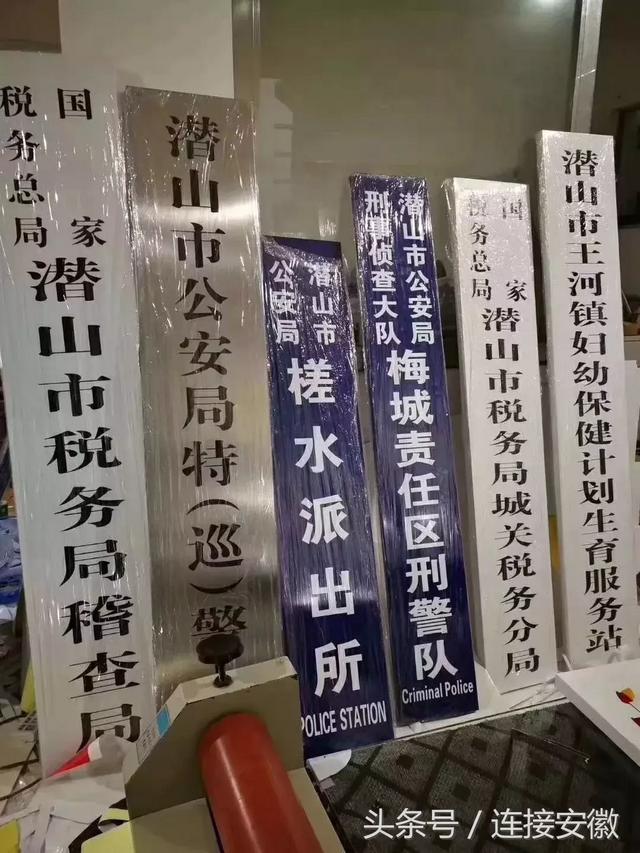 国家
税务总局
潜山市税务局稽查局
潜山市公安局特(巡)警
潜山市
公安局
槎水派出所
POLICE STATION
潜山市公安局
刑事侦查大队
梅城责任区刑警队
Criminal Police
国家
税务总局
潜山市税务局城关税务分局
潜山市王河镇妇幼保健计划生育服务站
头条号 / 连接安徽